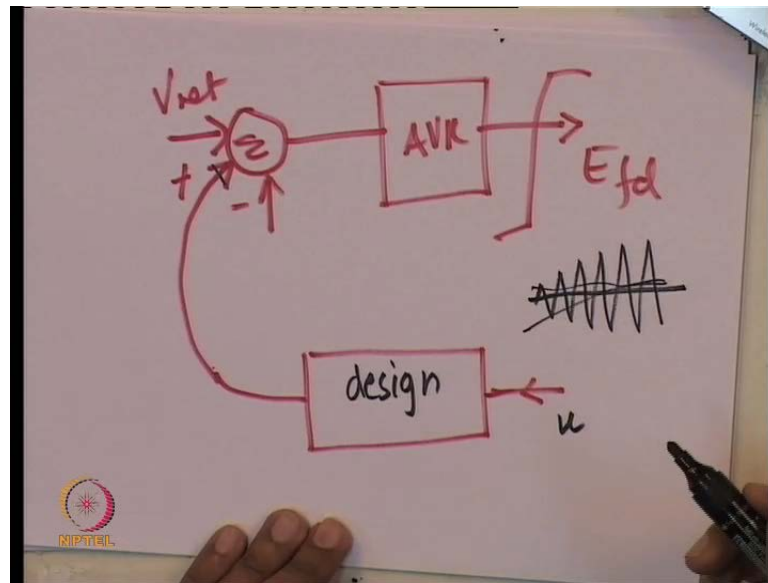 Vref
+
Σ
-
AVR
Efd
design
u
NPTEL